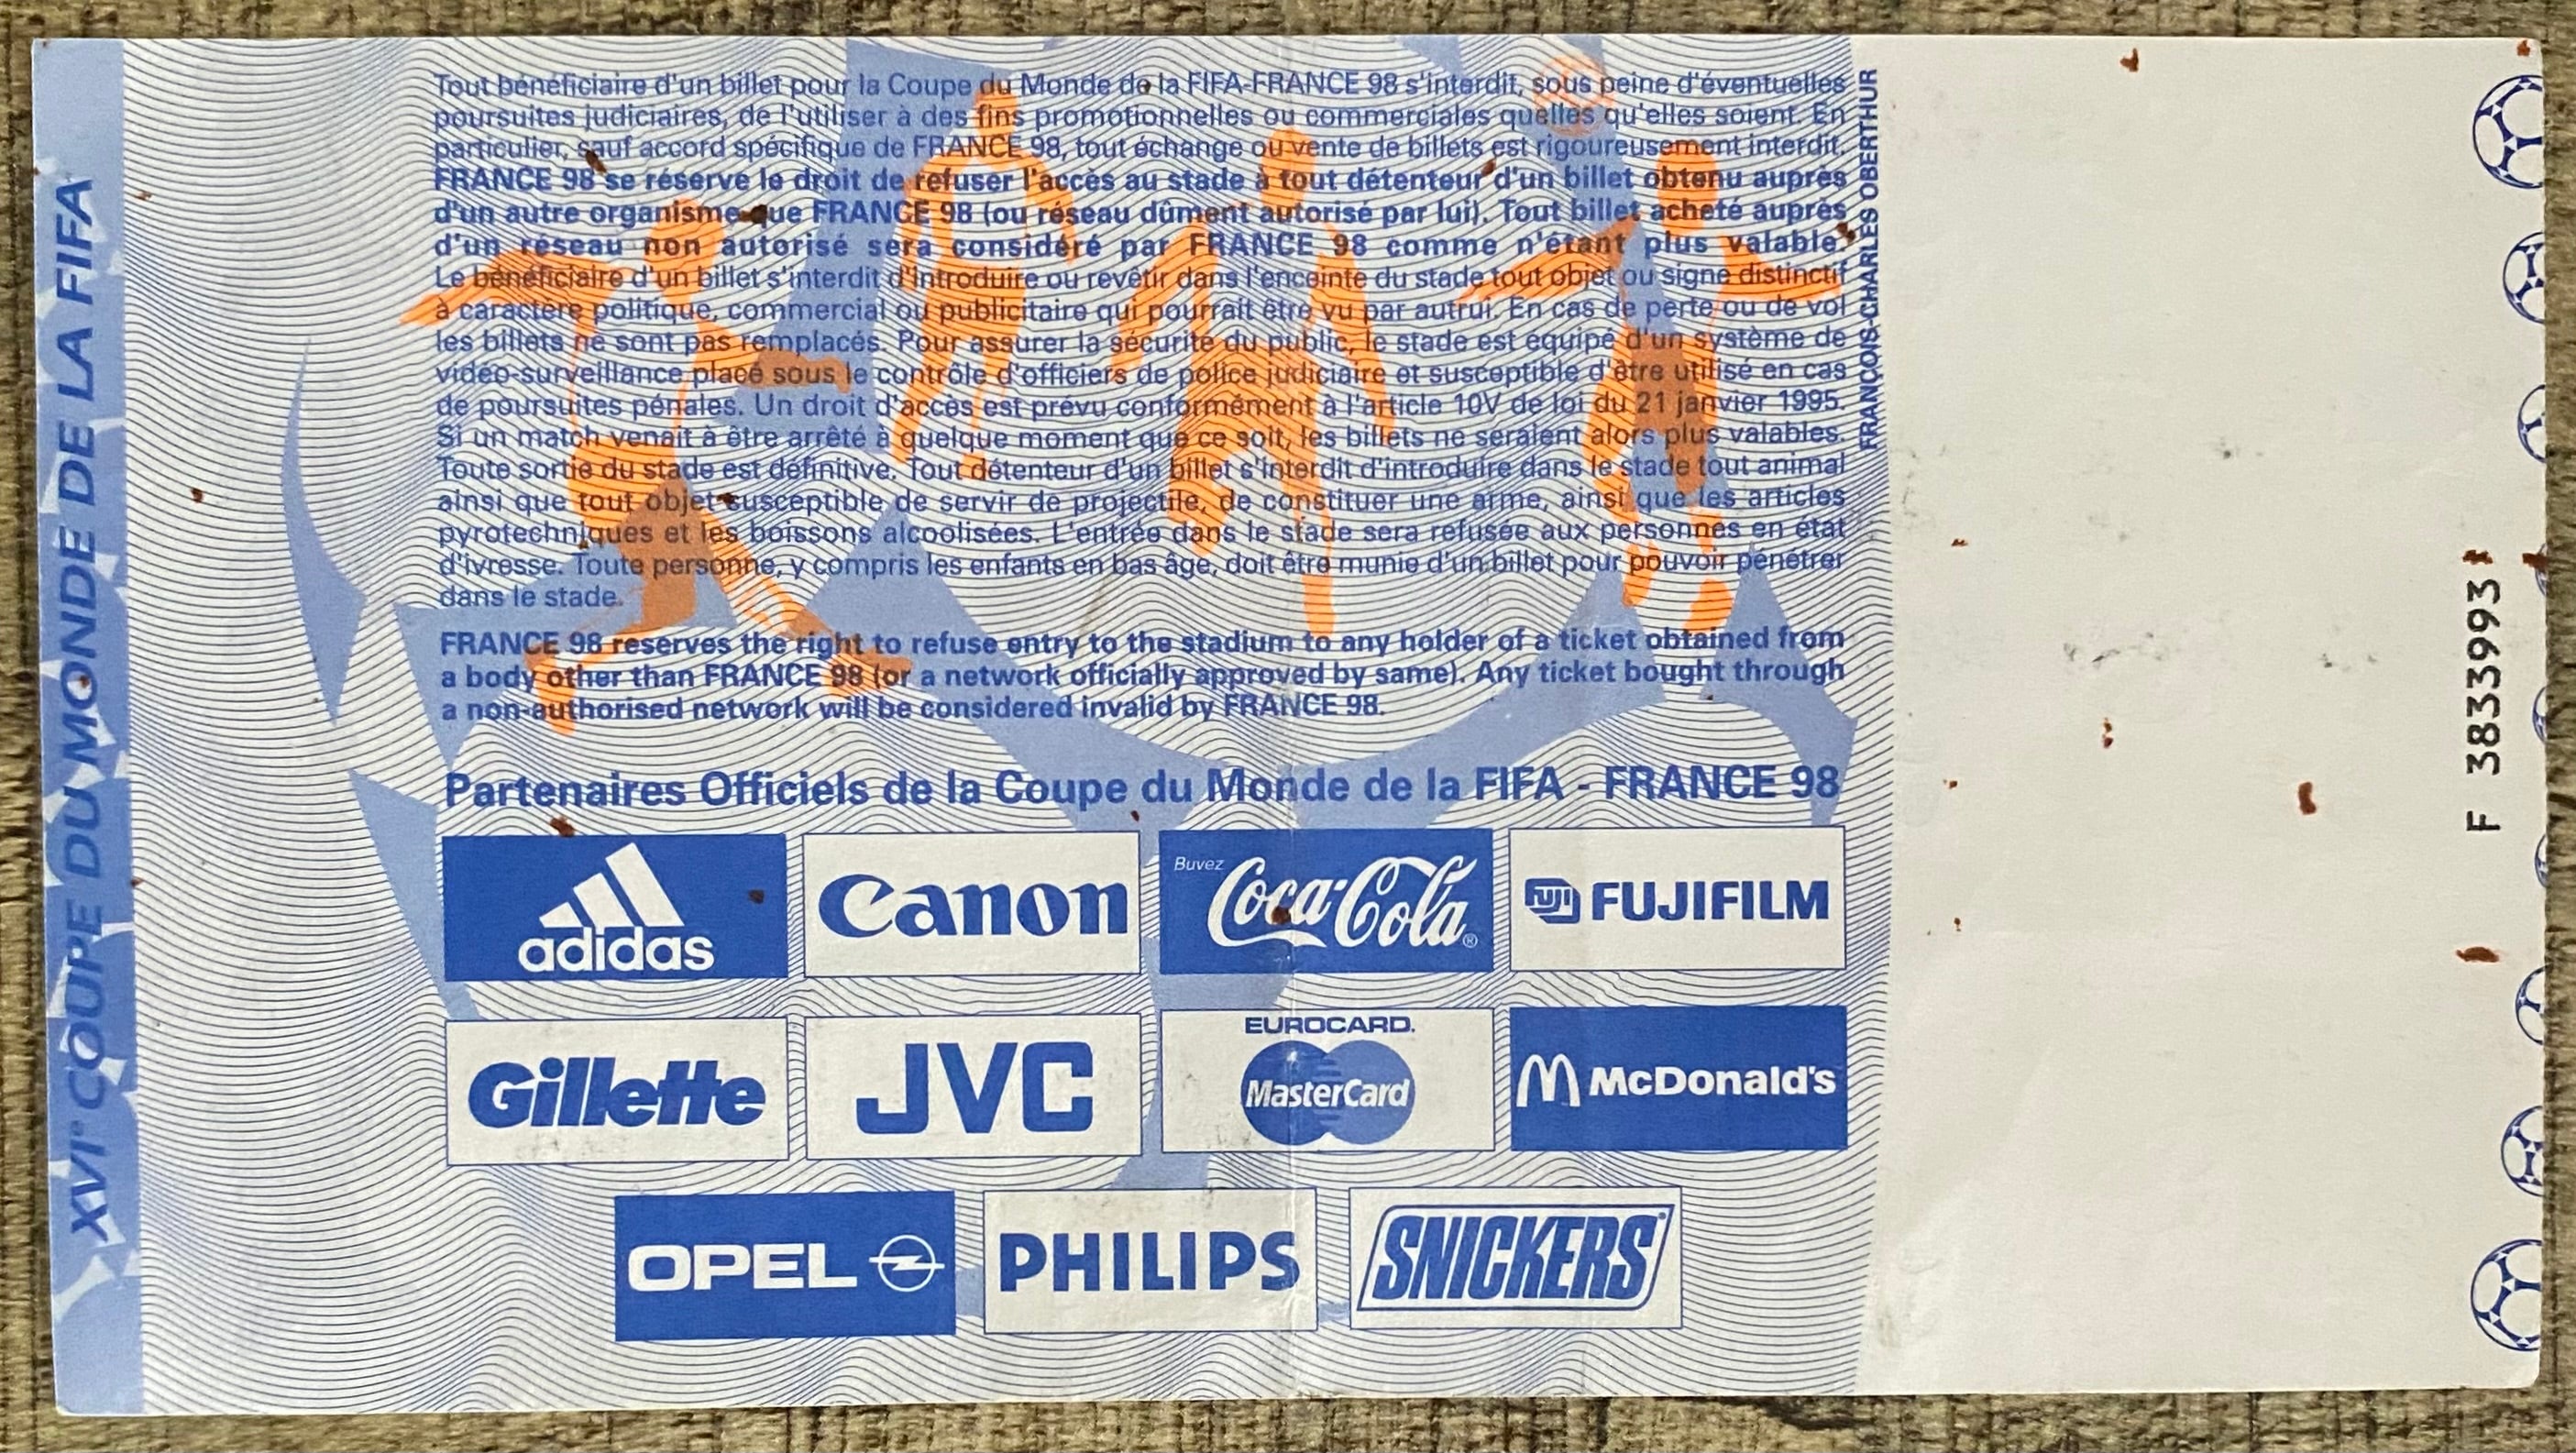 XVIᵉ COUPE DU MONDE DE LA FIFA
Tout bénéficiaire d'un billet pour la Coupe du Monde de la FIFA-FRANCE 98 s'interdit, sous peine d'éventuelles
poursuites judiciaires, de l'utiliser à des fins promotionnelles ou commerciales quelles qu'elles soient. En
particulier, sauf accord spécifique de FRANCE 98, tout échange ou vente de billets est rigoureusement interdit.
FRANCE 98 se réserve le droit de refuser l'accès au stade à tout détenteur d'un billet obtenu auprès
d'un autre organisme que FRANCE 98 (ou réseau dûment autorisé par lui). Tout billet acheté auprès
d'un réseau non autorisé sera considéré par FRANCE 98 comme n'étant plus valable.
Le bénéficiaire d'un billet s'interdit d'introduire ou revêtir dans l'enceinte du stade tout objet ou signe distinctif
à caractère politique, commercial ou publicitaire qui pourrait être vu par autrui. En cas de perte ou de vol
les billets ne sont pas remplacés. Pour assurer la sécurité du public, le stade est équipé d'un système de
vidéo-surveillance placé sous le contrôle d'officiers de police judiciaire et susceptible d'être utilisé en cas
de poursuites pénales. Un droit d'accès est prévu conformément à l'article 10V de loi du 21 janvier 1995.
Si un match venait à être arrêté à quelque moment que ce soit, les billets ne seraient alors plus valables.
Toute sortie du stade est définitive. Tout détenteur d'un billet s'interdit d'introduire dans le stade tout animal
ainsi que tout objet susceptible de servir de projectile, de constituer une arme, ainsi que les articles
pyrotechniques et les boissons alcoolisées. L'entrée dans le stade sera refusée aux personnes en état
d'ivresse. Toute personne, y compris les enfants en bas âge, doit être munie d'un billet pour pouvoir pénétrer
dans le stade.
FRANCE 98 reserves the right to refuse entry to the stadium to any holder of a ticket obtained from
a body other than FRANCE 98 (or a network officially approved by same). Any ticket bought through
a non-authorised network will be considered invalid by FRANCE 98.
Partenaires Officiels de la Coupe du Monde de la FIFA - FRANCE 98
adidas
Canon
Buvez
Coca-Cola®
FUJI FUJIFILM
Gillette
JVC
EUROCARD.
MasterCard
McDonald's
OPEL
PHILIPS
SNICKERS
FRANÇOIS-CHARLES OBERTHUR
F 3833993